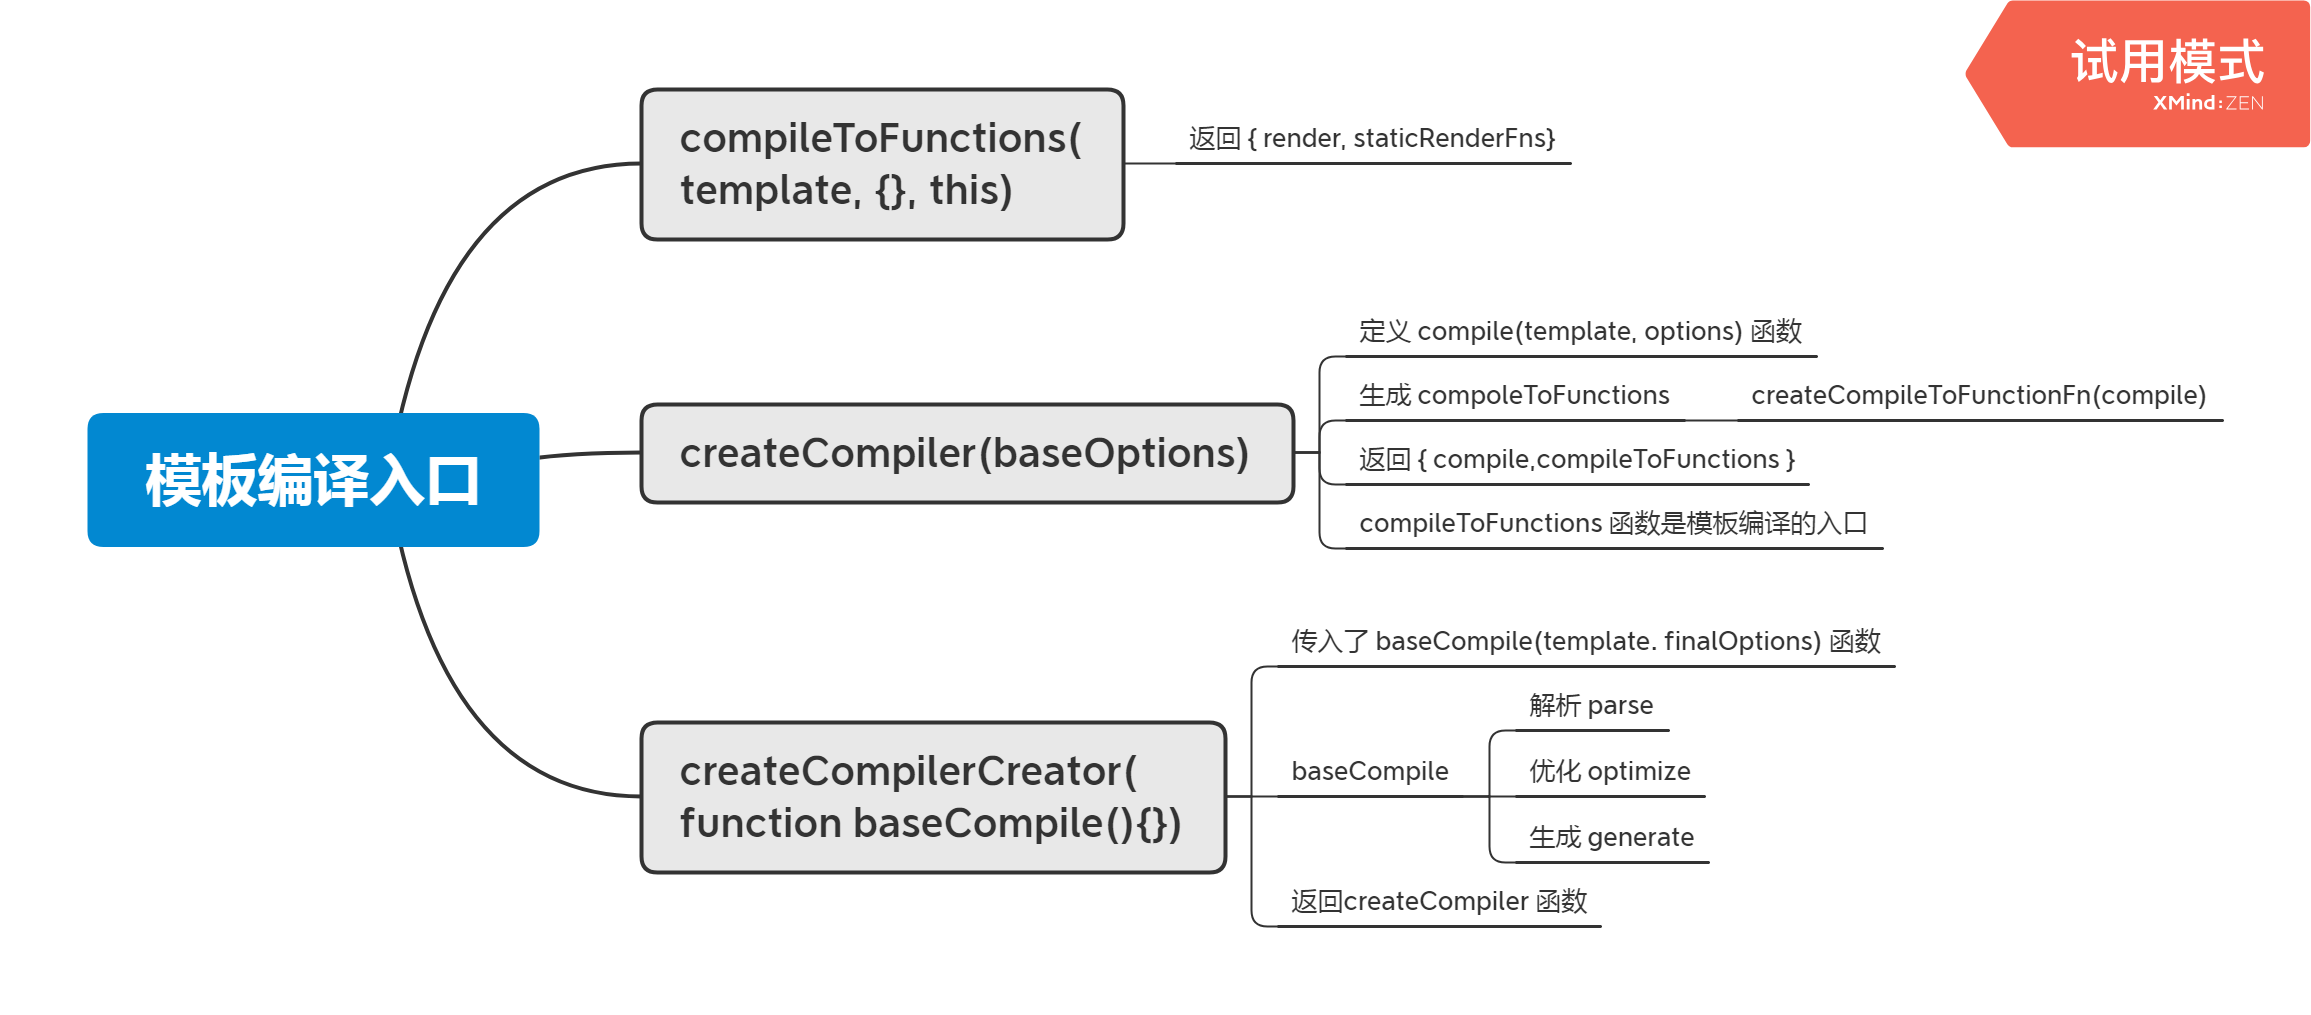 试用模式
XMind:ZEN
compileToFunctions(
template, {}, this)
返回 { render, staticRenderFns}
模板编译入口
createCompiler(baseOptions)
定义 compile(template, options) 函数
生成 compoleToFunctions
createCompileToFunctionFn(compile)
返回 { compile,compileToFunctions }
compileToFunctions 函数是模板编译的入口
createCompilerCreator(
function baseCompile(){})
传入了 baseCompile(template. finalOptions) 函数
baseCompile
解析 parse
优化 optimize
生成 generate
返回createCompiler 函数